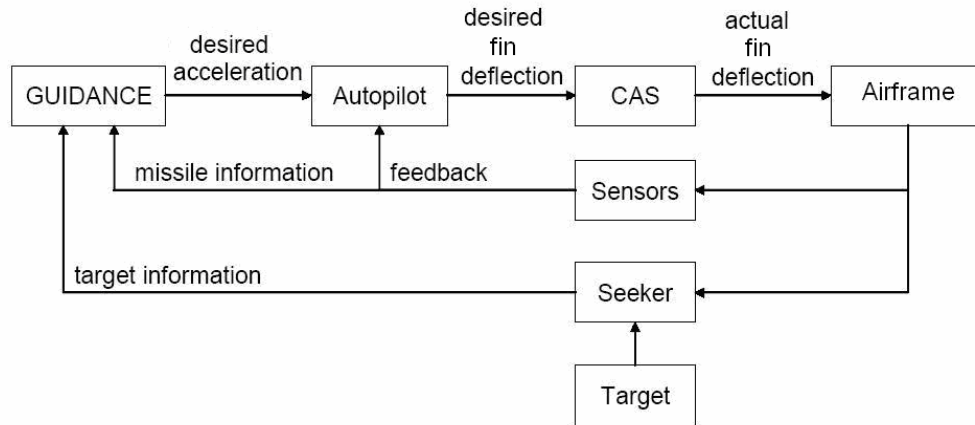 desired
acceleration
desired
fin
deflection
actual
fin
deflection
GUIDANCE
Autopilot
CAS
Airframe
missile information
feedback
Sensors
target information
Seeker
Target